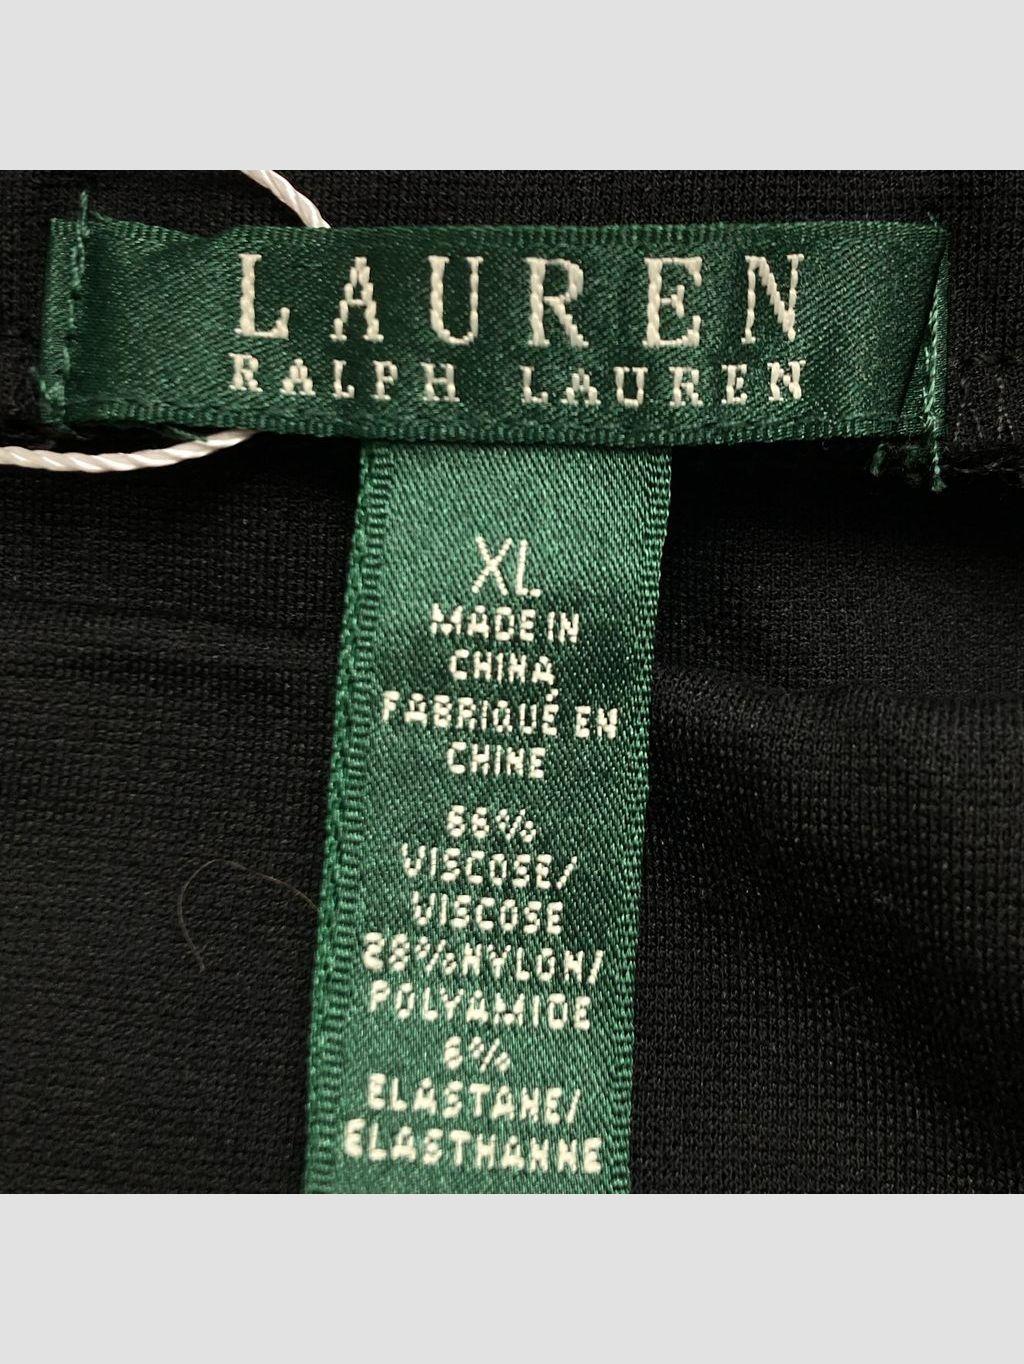 LAUREN
RALPH LAUREN
XL
MADE IN
CHINA
FABRIQUÉ EN
CHINE
66%
VISCOSE/
VISCOSE
28% NYLON/
POLYAMIDE
6%
ELASTANE/
ELASTHANNE